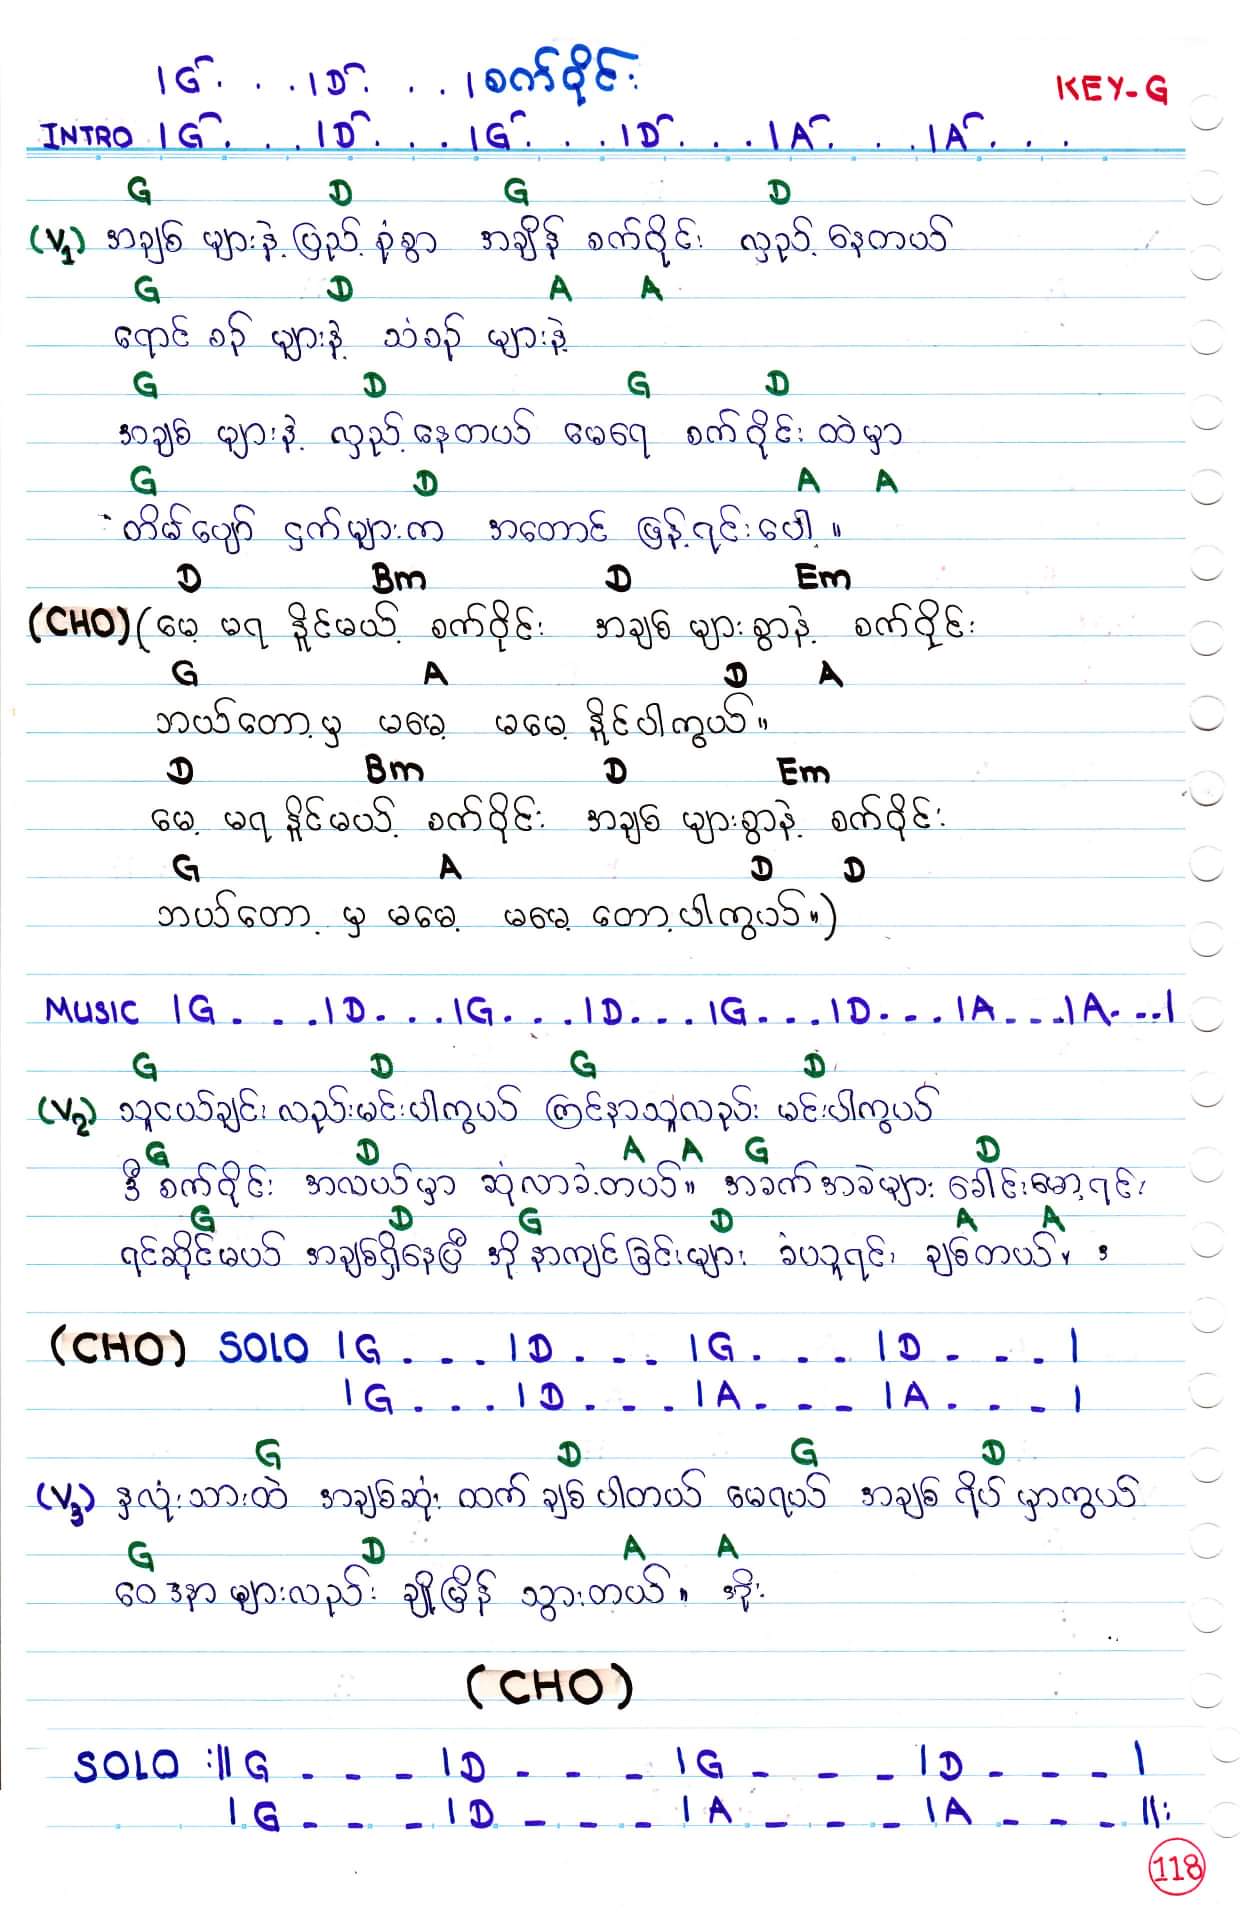 |G . . . |D . . . | စက်ဝိုင်း
KEY-G
INTRO |G . . . |D . . . |G . . . |D . . . |A . . . |A . . .
G D G D
(V1) အချစ် များနဲ့ ပြည့် စုံစွာ အချိန် စက်ဝိုင်း လှည့် နေတယ်
G D A A
ရောင် စဉ် များနဲ့ သံစဉ် များနဲ့
G D G D
အချစ် များနဲ့ လှည့် နေတယ် မေရေ စက်ဝိုင်း ထဲမှာ
G D A A
တိမ်ပျော် ငှက်များက အတောင် ဖြန့်ရင်းပေါ့ ။
D Bm D Em
(CHO) (မေ့ မရ နိူင်မယ့် စက်ဝိုင်း အချစ် များစွာနဲ့ စက်ဝိုင်း
G A D A
ဘယ်တော့မှ မမေ့ မမေ့ နိူင်ပါကွယ်။
D Bm D Em
မေ့ မရ နိူင်မယ့် စက်ဝိုင်း အချစ် များစွာနဲ့ စက်ဝိုင်း
G A D D
ဘယ်တော့ မှ မမေ့ မမေ့ တော့ပါကွယ်။)
MUSIC |G . . . |D . . . |G . . . |D . . . |G . . . |D . . . |A . . . |A . . . |
G D G D
(V2) သူငယ်ချင်း လည်းမင်းပါကွယ် ကြင်နာသူလည်း မင်းပါကွယ်
G D A A G D
ဒီ စက်ဝိုင်း အလယ်မှာ ဆုံလာခဲ့တယ်။ အခက်အခဲများ ခေါင်းမော့ရင်း
G D G D A A
ရင်ဆိုင်မယ် အချစ်ရှိနေပြီ အို နာကျင်ခြင်းများ ခံယူရင်း ချစ်တယ်။
(CHO) SOLO |G . . . |D . . . |G . . . |D . . . |
|G . . . |D . . . |A . . . |A . . . |
G D G D
(V3) နှလုံးသားထဲ အချစ်ဆုံး ထက် ချစ်ပါတယ် မေရယ် အချစ် ရိပ် မှာကွယ်
G D A A
ဝေဒနာ များလည်း ချိုမြိန် သွားတယ်။ အိုး
(CHO)
SOLO :||G - - - |D - - - |G - - - |D - - - |
|G - - - |D - - - |A - - - |A - - - ||:
118